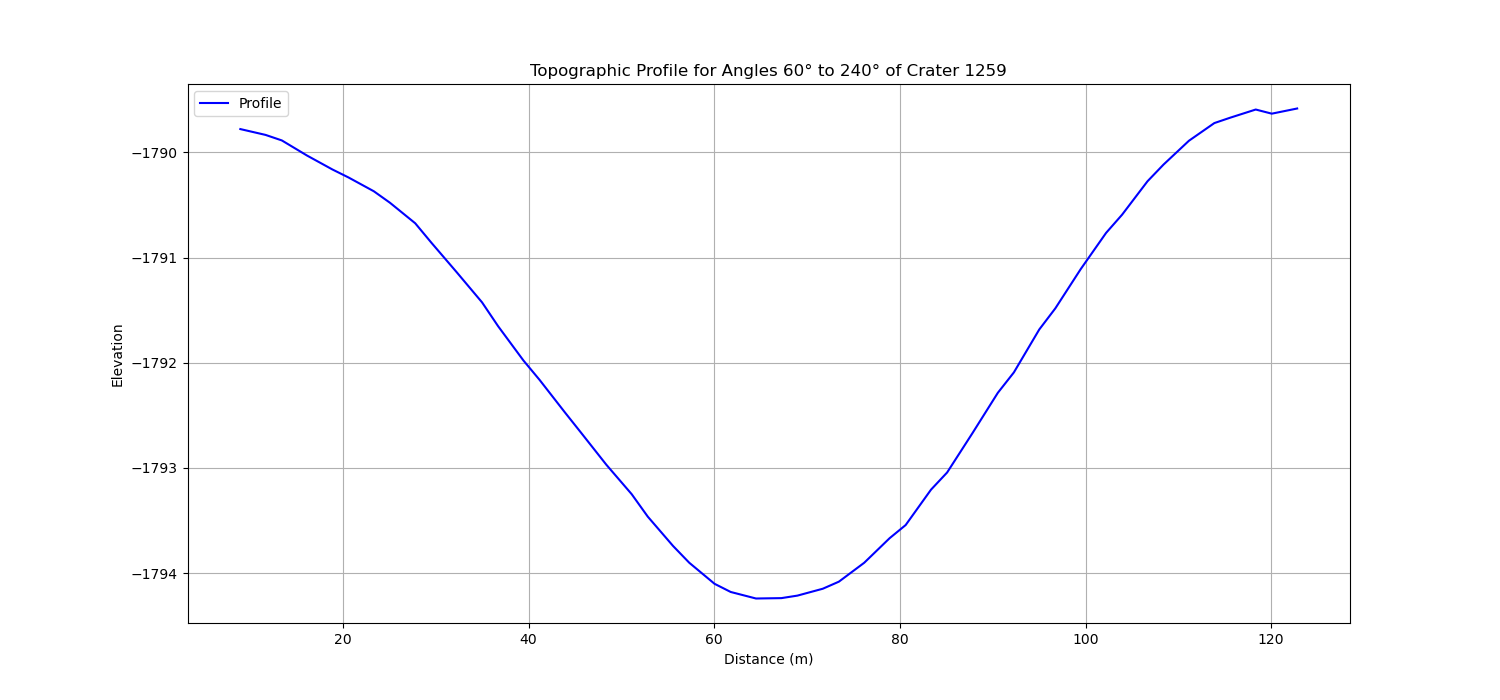 Topographic Profile for Angles 60° to 240° of Crater 1259
Profile
−1790
−1791
−1792
−1793
−1794
Elevation
20 40 60 80 100 120
Distance (m)